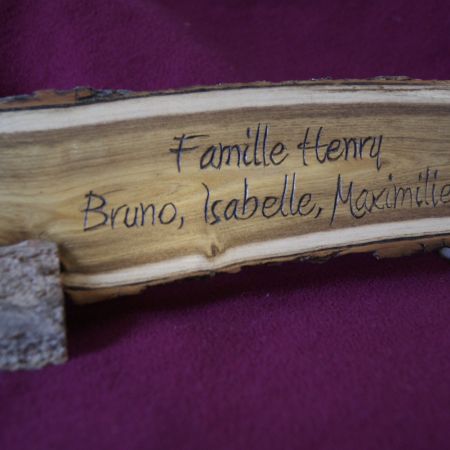 Famille Henry
Bruno, Isabelle, Maximilie